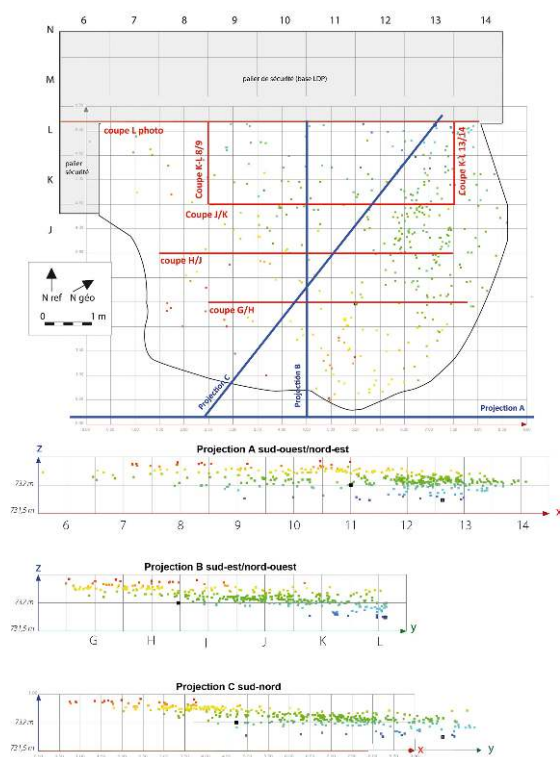 6 7 8 9 10 11 12 13 14
N
M
palier de sécurité (base LDP)
L
coupe L photo
Coupe K-L 8/9
Coupe K-L 13/14
palier
sécurité
K
Coupe J/K
J
coupe H/J
N ref N géo
0 1 m
coupe G/H
Projection C
Projection B
Projection A
Projection A sud-ouest/nord-est
z
732 m
731,5 m
6 7 8 9 10 11 12 13 14
x
Projection B sud-est/nord-ouest
z
732 m
731,5 m
G H I J K L
y
Projection C sud-nord
z
732 m
731,5 m
x y